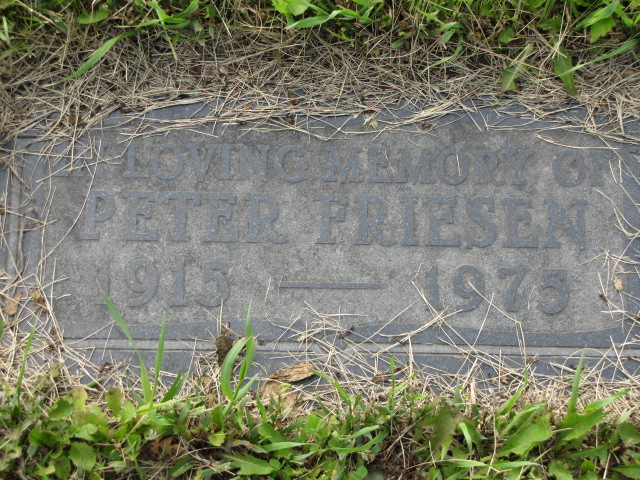 IN LOVING MEMORY OF
PETER FRIESEN
1915 — 1975